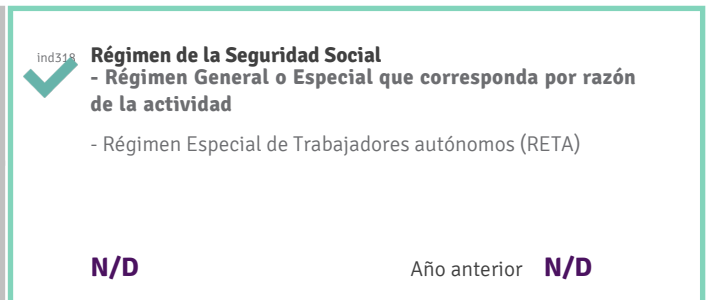 ind318 Régimen de la Seguridad Social
- Régimen General o Especial que corresponda por razón
de la actividad
- Régimen Especial de Trabajadores autónomos (RETA)
N/D Año anterior N/D